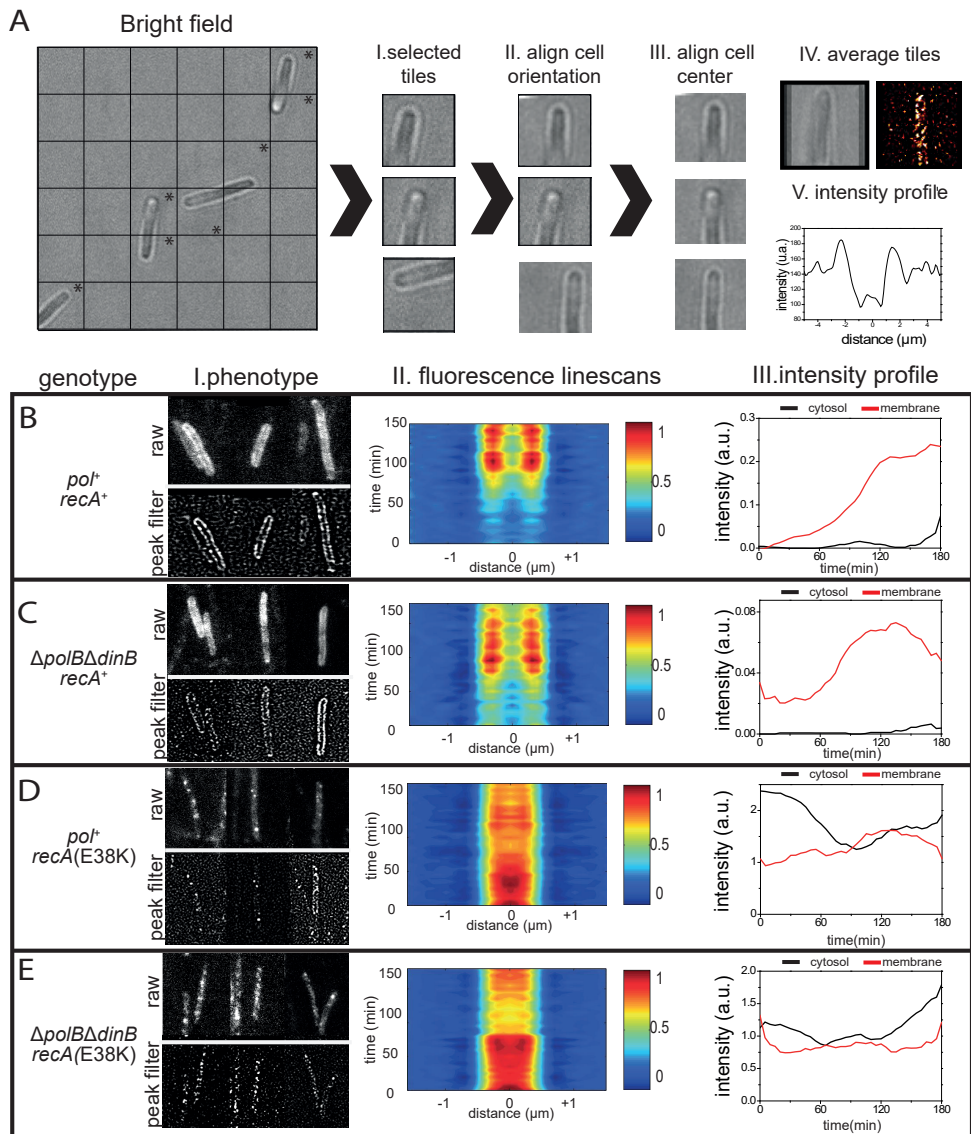 A
Bright field
I.selected
tiles
II. align cell
orientation
III. align cell
center
IV. average tiles
V. intensity profile
* * * * * * *
intensity (u.a.)
200
180
160
140
120
100
80
-4 -2 0 2 4
distance (µm)
genotype
I.phenotype
II. fluorescence linescans
III.intensity profile
B
pol⁺
recA⁺
raw
peak filter
time (min)
150
100
50
0
-1 0 +1
distance (µm)
1
0.5
0
cytosol membrane
intensity (a.u.)
0.3
0.2
0.1
0.0
0 60 120 180
time(min)
C
ΔpolBΔdinB
recA⁺
raw
peak filter
time (min)
150
100
50
0
-1 0 +1
distance (µm)
1
0.5
0
cytosol membrane
intensity (a.u.)
0.08
0.04
0.00
0 60 120 180
time(min)
D
pol⁺
recA(E38K)
raw
peak filter
time (min)
150
100
50
0
-1 0 +1
distance (µm)
1
0.5
0
cytosol membrane
intensity (a.u.)
2
1
0
0 60 120 180
time(min)
E
ΔpolBΔdinB
recA(E38K)
raw
peak filter
time (min)
150
100
50
0
-1 0 +1
distance (µm)
1
0.5
0
cytosol membrane
intensity (a.u.)
2.0
1.5
1.0
0.5
0.0
0 60 120 180
time(min)